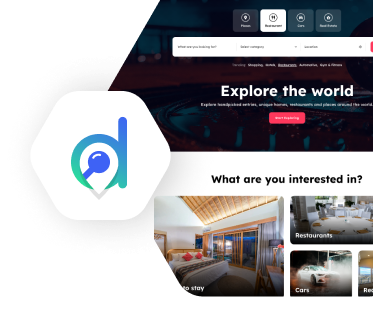 Places Restaurant Cars Real Estate
What are you looking for? Select category Location
Trending: Shopping, Hotels, Restaurants, Automotive, Gym & Fitness
Explore the world
Explore handpicked entries, unique homes, restaurants and places around the world.
Start Exploring
What are you interested in?
to stay
Restaurants
Cars
Rea